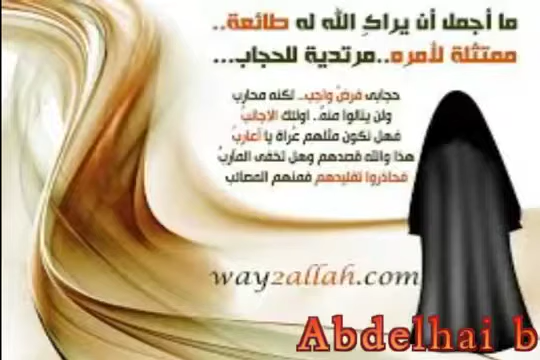 ما أجمل أن يراكِ الله له طائعة..
ممتثلة لأمره..مرتدية للحجاب...
حجابى فرضٌ واجب.. لكنه محارب
ولن ينالوا منهُ.. اولئك الاجانبُ
فهل نكون مثلهم عُراة يا أعاربُ
هذا والله قصدهم وهل تخفى المآربُ
فحاذروا تقليدهم فمنهم المصائب
way2allah.com
Abdelhai b